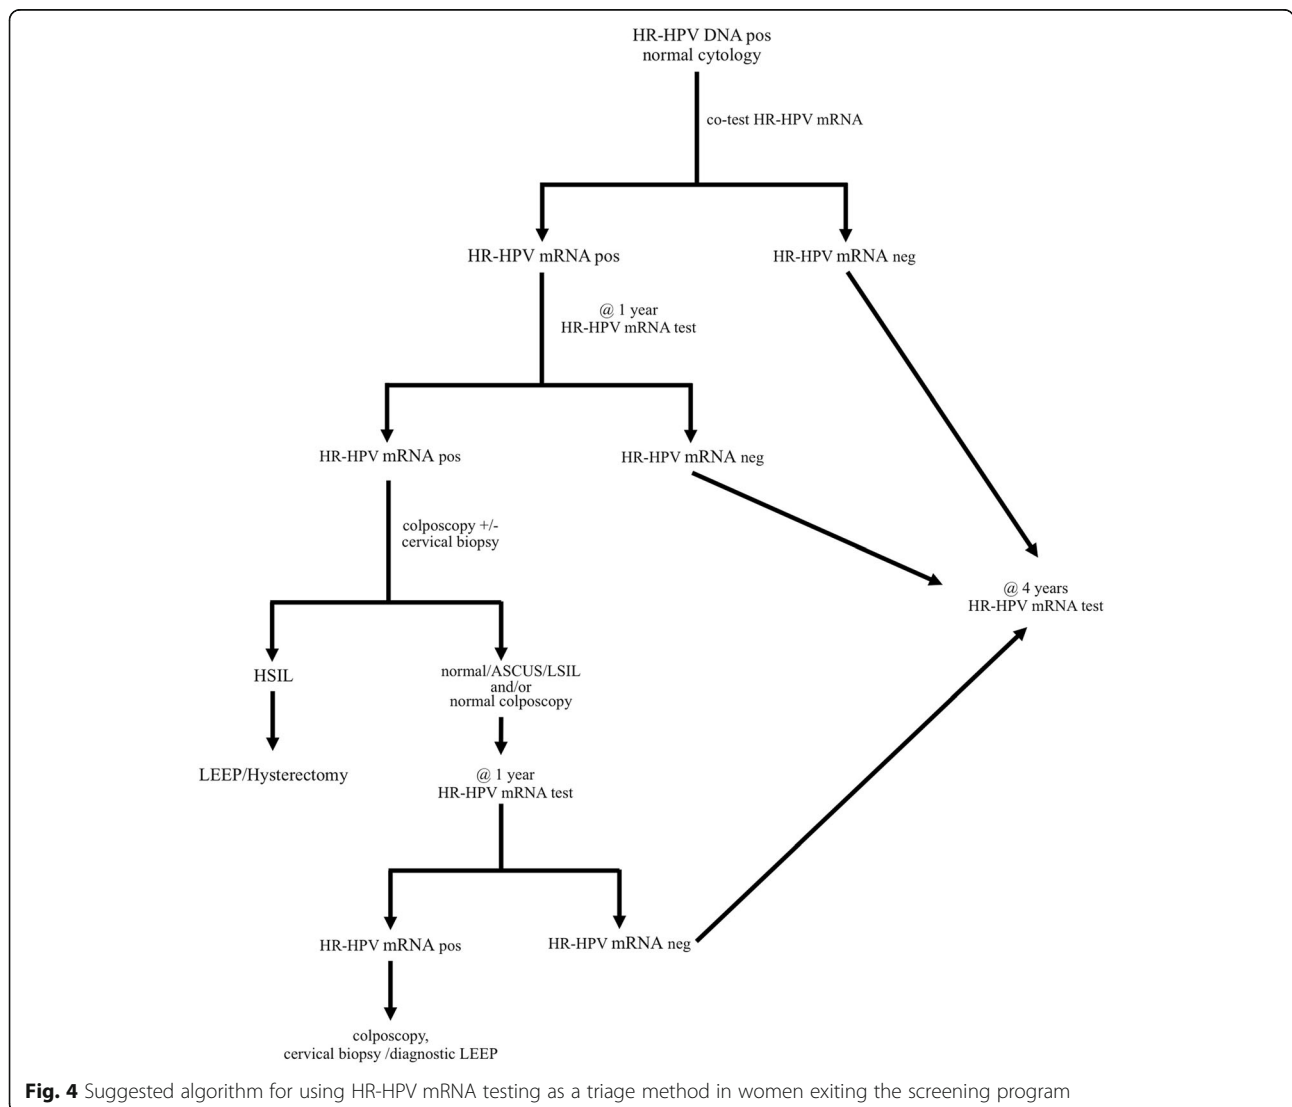 HR-HPV DNA pos
normal cytology
co-test HR-HPV mRNA
HR-HPV mRNA pos
HR-HPV mRNA neg
@ 1 year
HR-HPV mRNA test
HR-HPV mRNA pos
HR-HPV mRNA neg
colposcopy +/-
cervical biopsy
@ 4 years
HR-HPV mRNA test
HSIL
normal/ASCUS/LSIL
and/or
normal colposcopy
LEEP/Hysterectomy
@ 1 year
HR-HPV mRNA test
HR-HPV mRNA pos
HR-HPV mRNA neg
colposcopy,
cervical biopsy /diagnostic LEEP
Fig. 4 Suggested algorithm for using HR-HPV mRNA testing as a triage method in women exiting the screening program